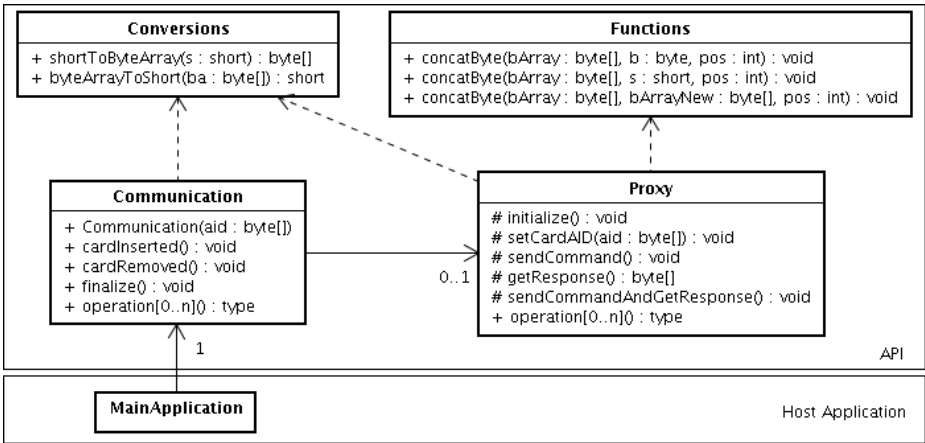 Conversions
+ shortToByteArray(s : short) : byte[]
+ byteArrayToShort(ba : byte[]) : short
Functions
+ concatByte(bArray : byte[], b : byte, pos : int) : void
+ concatByte(bArray : byte[], s : short, pos : int) : void
+ concatByte(bArray : byte[], bArrayNew : byte[], pos : int) : void
Communication
+ Communication(aid : byte[])
+ cardInserted() : void
+ cardRemoved() : void
+ finalize() : void
+ operation[0..n]() : type
Proxy
# initialize() : void
# setCardAID(aid : byte[]) : void
# sendCommand() : void
# getResponse() : byte[]
# sendCommandAndGetResponse() : void
+ operation[0..n]() : type
0..1
1
API
MainApplication
Host Application